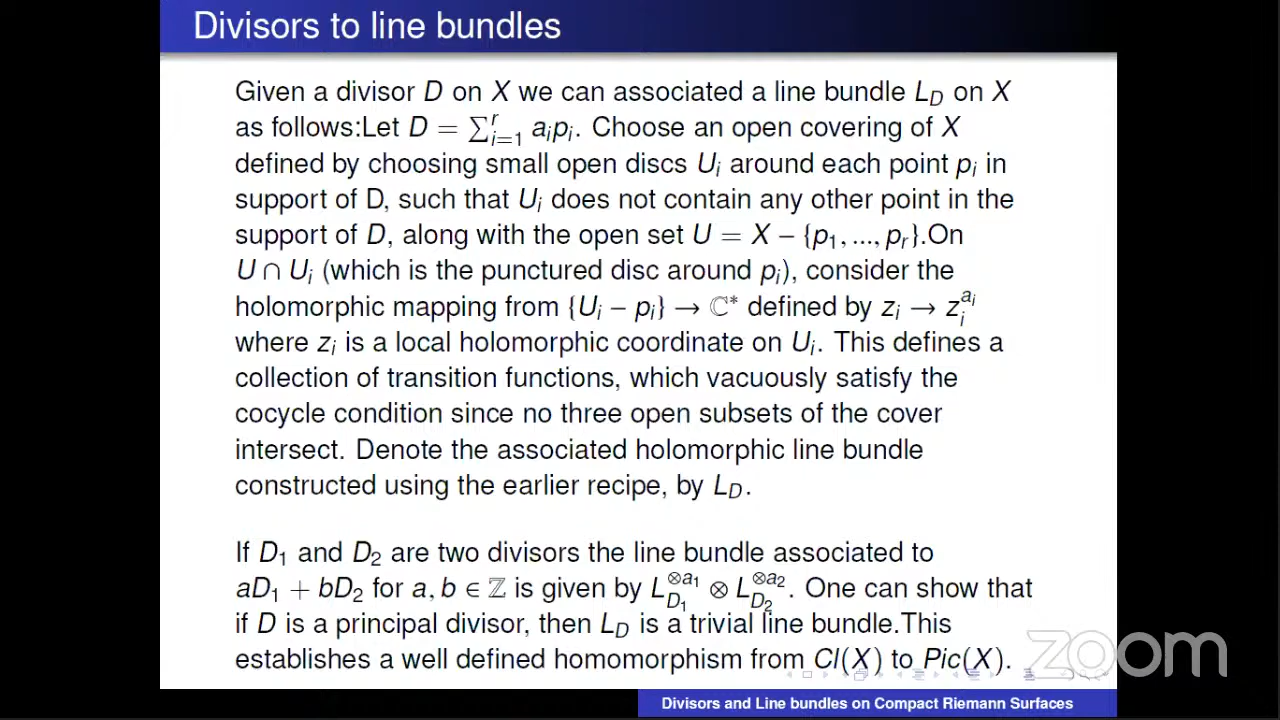 Divisors to line bundles
Given a divisor D on X we can associated a line bundle L_D on X
as follows:Let D = ∑_{i=1}^{r} a_i p_i. Choose an open covering of X
defined by choosing small open discs U_i around each point p_i in
support of D, such that U_i does not contain any other point in the
support of D, along with the open set U = X − {p_1, ..., p_r}.On
U ∩ U_i (which is the punctured disc around p_i), consider the
holomorphic mapping from {U_i − p_i} → ℂ* defined by z_i → z_i^{a_i}
where z_i is a local holomorphic coordinate on U_i. This defines a
collection of transition functions, which vacuously satisfy the
cocycle condition since no three open subsets of the cover
intersect. Denote the associated holomorphic line bundle
constructed using the earlier recipe, by L_D.
If D_1 and D_2 are two divisors the line bundle associated to
aD_1 + bD_2 for a, b ∈ ℤ is given by L_{D_1}^{⊗a_1} ⊗ L_{D_2}^{⊗a_2}. One can show that
if D is a principal divisor, then L_D is a trivial line bundle.This
establishes a well defined homomorphism from Cl(X) to Pic(X).
zoom
Divisors and Line bundles on Compact Riemann Surfaces